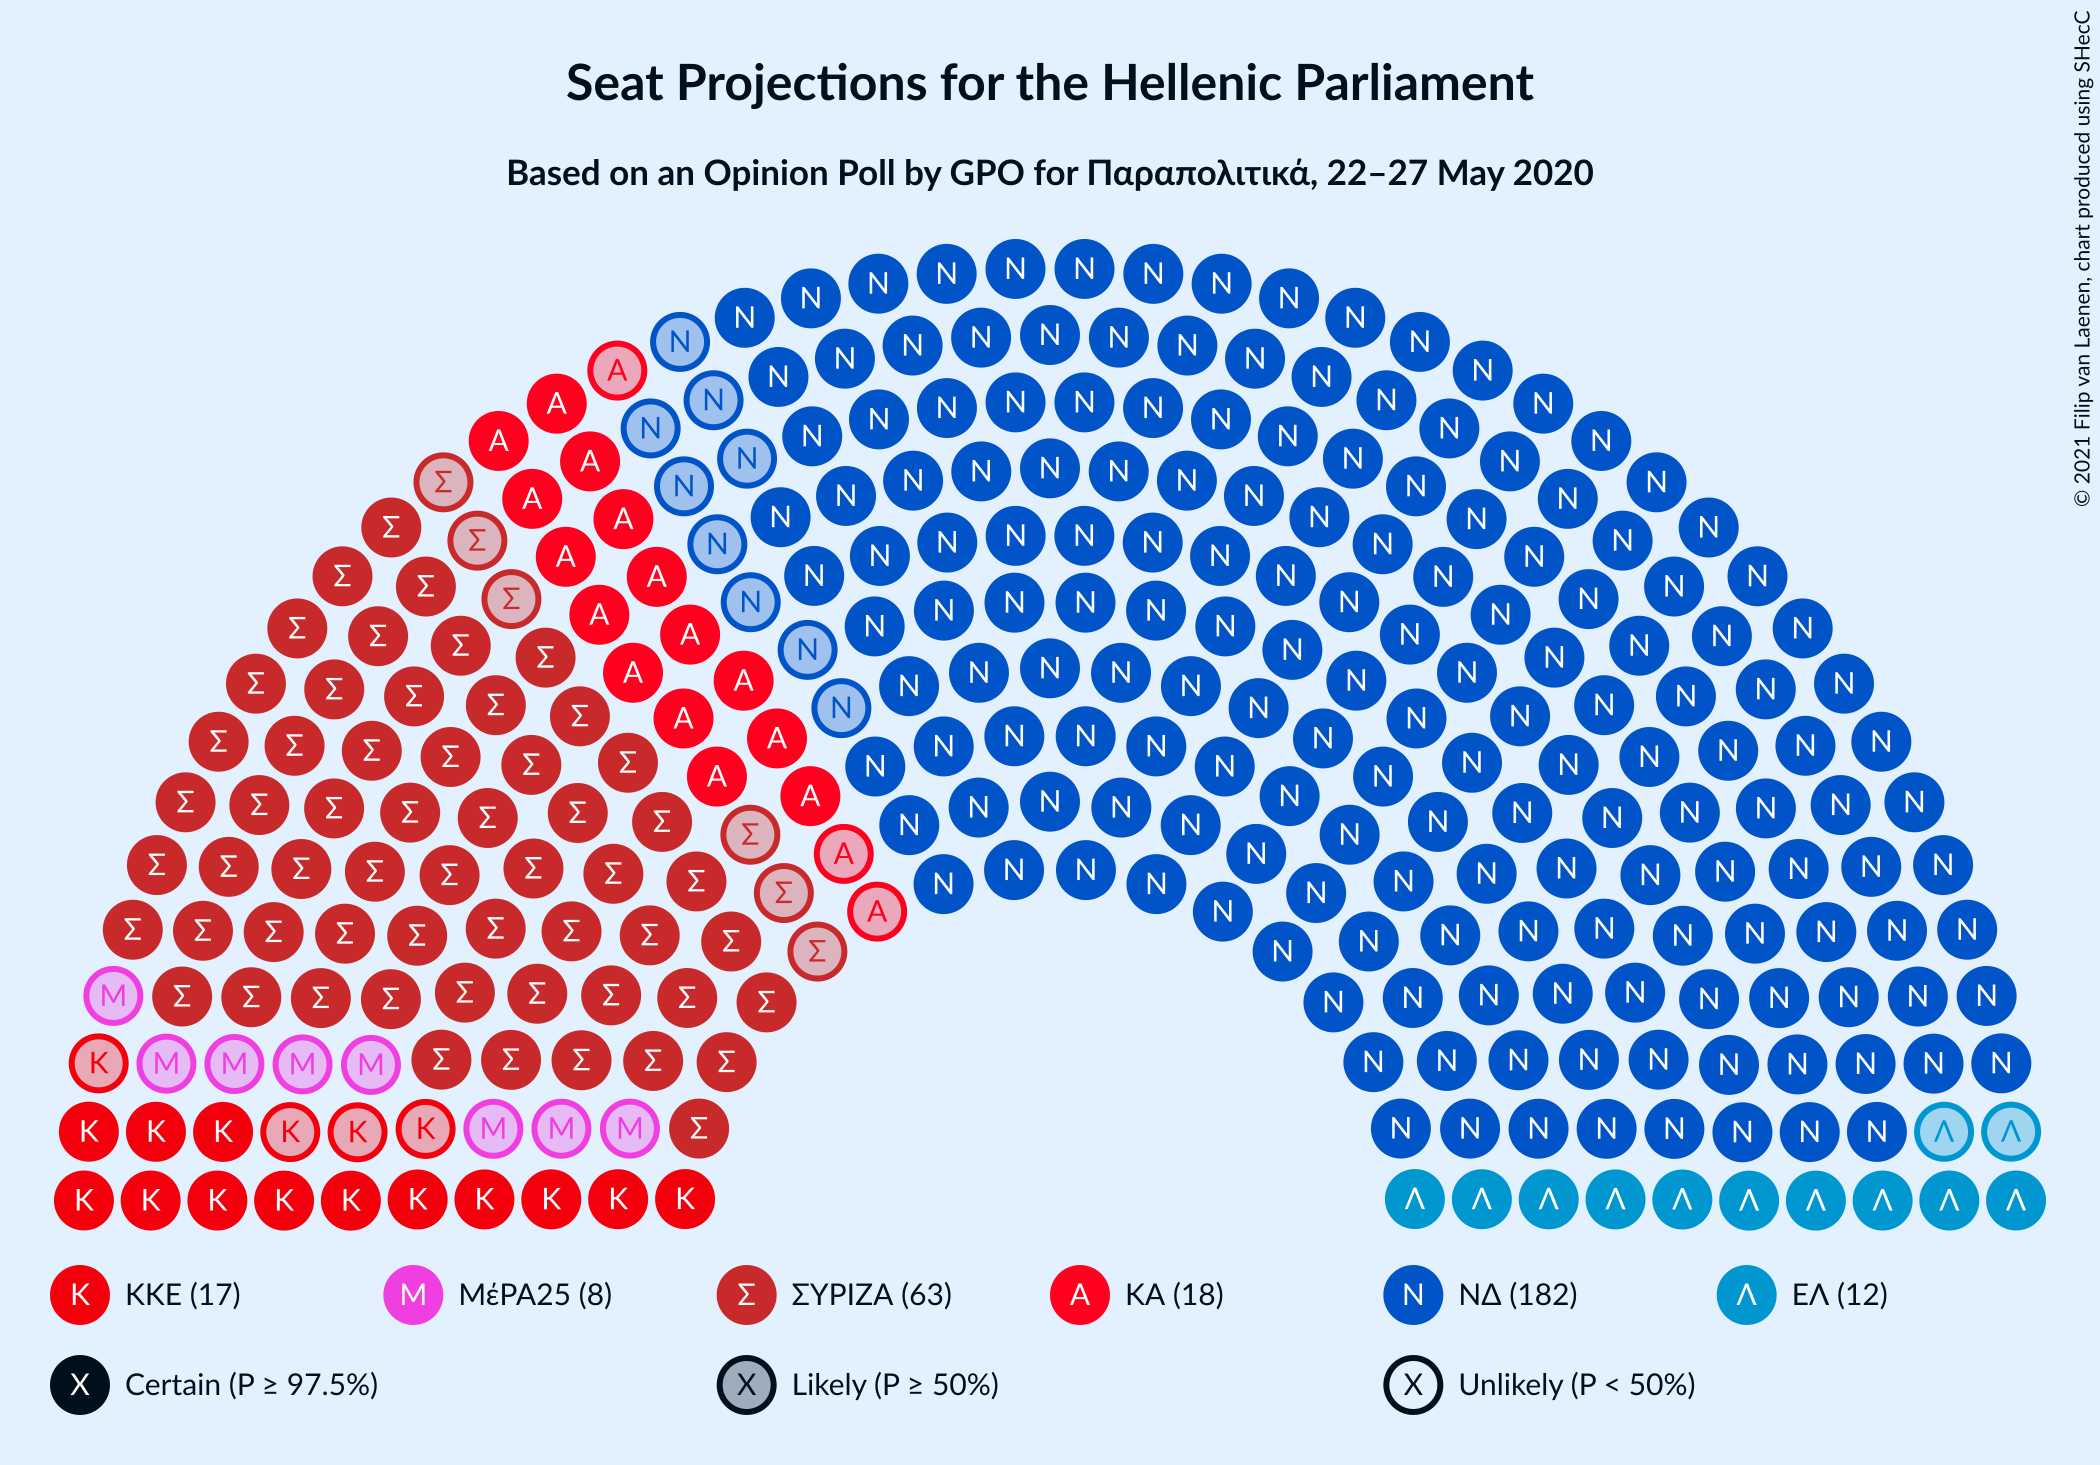 Seat Projections for the Hellenic Parliament
Based on an Opinion Poll by GPO for Παραπολιτικά, 22–27 May 2020
© 2021 Filip van Laenen, chart produced using SHecC
K ΚΚΕ (17) M ΜέΡΑ25 (8) Σ ΣΥΡΙΖΑ (63) A ΚΑ (18) N ΝΔ (182) Λ ΕΛ (12)
X Certain (P ≥ 97.5%) X Likely (P ≥ 50%) X Unlikely (P < 50%)